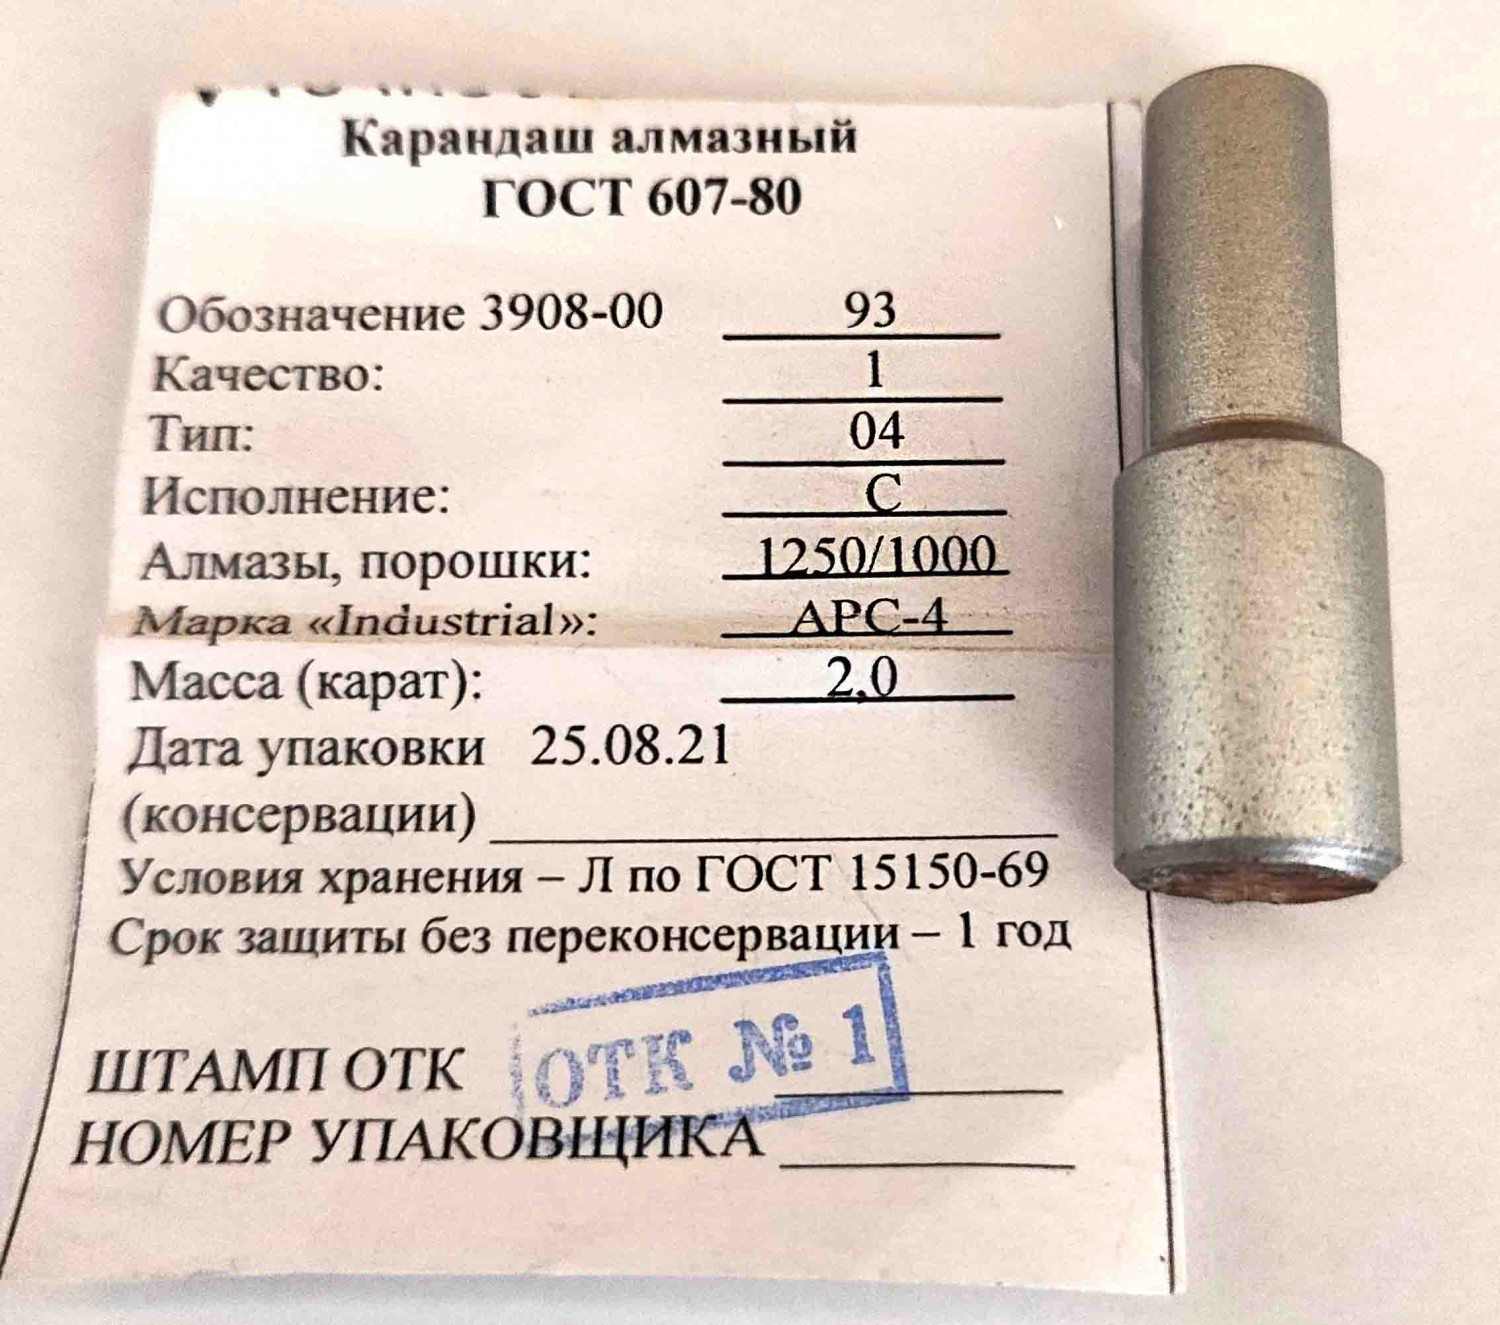 Карандаш алмазный
ГОСТ 607-80
Обозначение 3908-00 93
Качество: 1
Тип: 04
Исполнение: С
Алмазы, порошки: 1250/1000
Марка «Industrial»: АРС-4
Масса (карат): 2,0
Дата упаковки 25.08.21
(консервации)
Условия хранения – Л по ГОСТ 15150-69
Срок защиты без переконсервации – 1 год
ШТАМП ОТК ОТК № 1
НОМЕР УПАКОВЩИКА